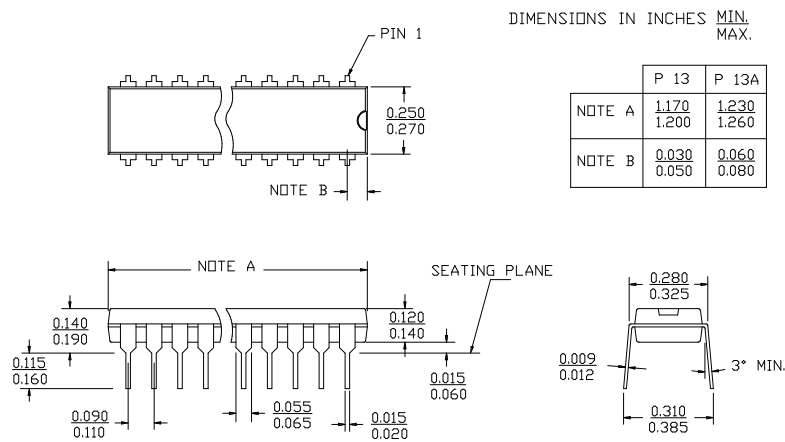 DIMENSIONS IN INCHES MIN.
MAX.
PIN 1
P 13 P 13A
NOTE A 1.170 1.230
1.200 1.260
NOTE B 0.030 0.060
0.050 0.080
0.250
0.270
NOTE B
NOTE A
SEATING PLANE
0.280
0.325
0.140
0.190
0.120
0.140
0.115
0.160
0.015
0.060
0.009
0.012
3° MIN.
0.090
0.110
0.055
0.065
0.015
0.020
0.310
0.385